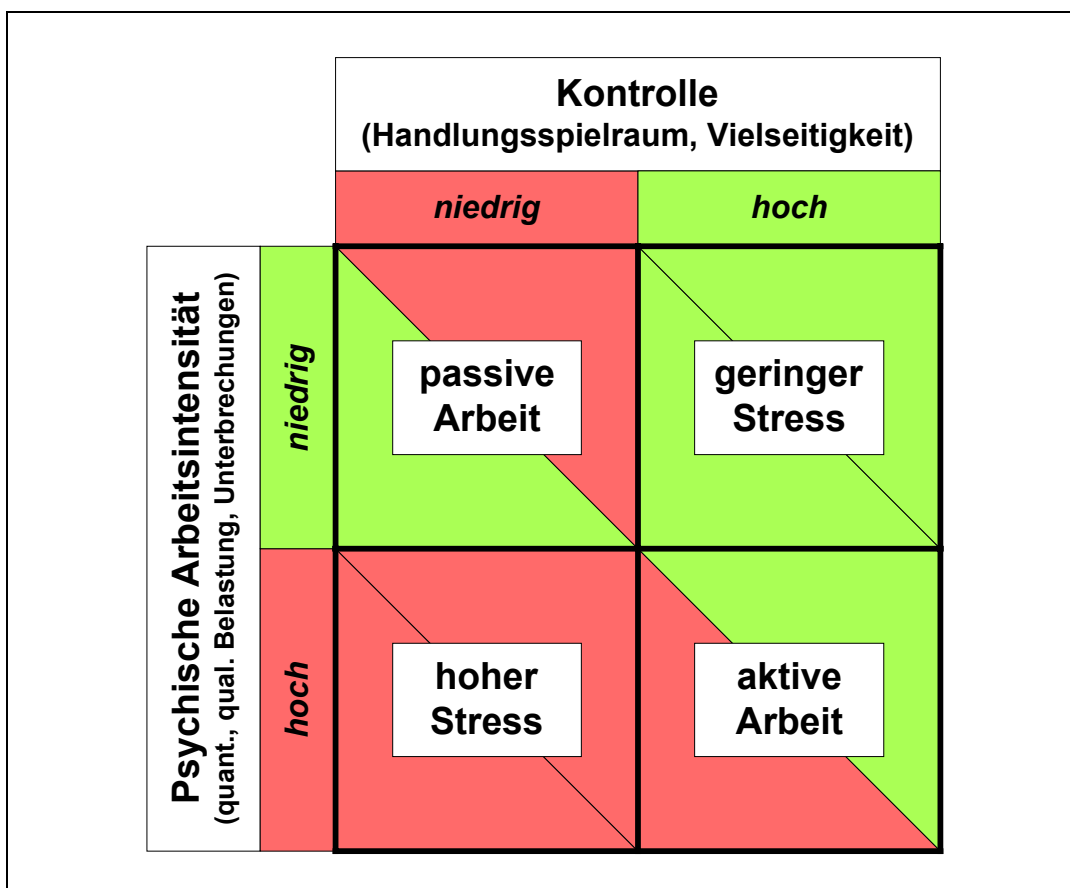 Kontrolle
(Handlungsspielraum, Vielseitigkeit)
niedrig
hoch
Psychische Arbeitsintensität
(quant., qual. Belastung, Unterbrechungen)
niedrig
passive
Arbeit
geringer
Stress
hoch
hoher
Stress
aktive
Arbeit